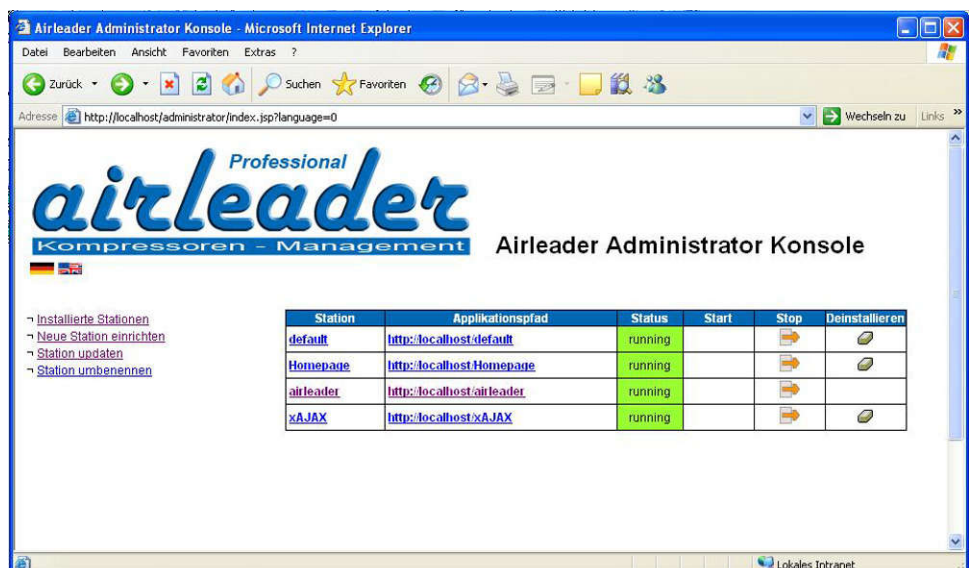 Airleader Administrator Konsole - Microsoft Internet Explorer
Datei Bearbeiten Ansicht Favoriten Extras ?
Zurück Suchen Favoriten
Adresse http://localhost/administrator/index.jsp?language=0 Wechseln zu Links »
Professional
airleader
Kompressoren - Management
Airleader Administrator Konsole
¬ Installierte Stationen
¬ Neue Station einrichten
¬ Station updaten
¬ Station umbenennen
Station Applikationspfad Status Start Stop Deinstallieren
default http://localhost/default running
Homepage http://localhost/Homepage running
airleader http://localhost/airleader running
xAJAX http://localhost/xAJAX running
Lokales Intranet